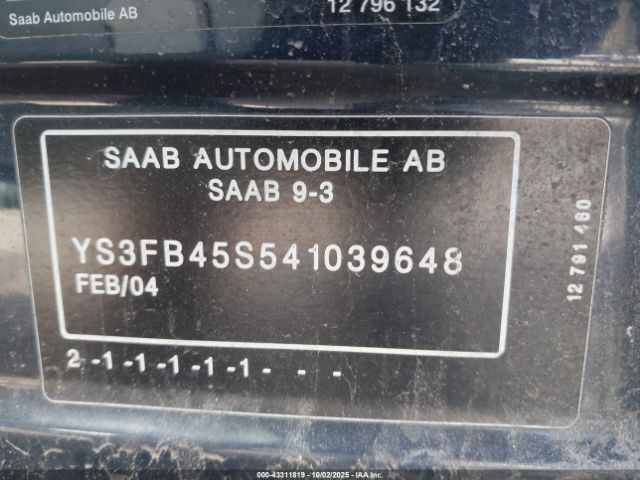 Saab Automobile AB
12 796 132
SAAB AUTOMOBILE AB
SAAB 9-3
YS3FB45S541039648
FEB/04
2 -1 -1 -1 -1 -1 - - -
12 791 460
000-43311819 - 10/02/2025 - IAA Inc.